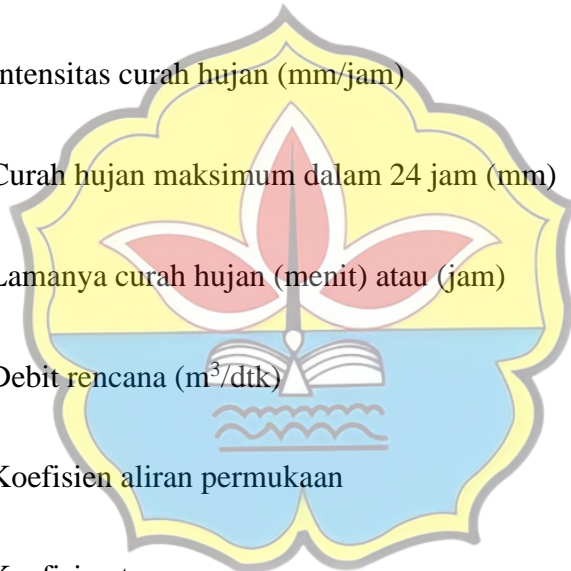 Intensitas curah hujan (mm/jam)
Curah hujan maksimum dalam 24 jam (mm)
Lamanya curah hujan (menit) atau (jam)
Debit rencana (m³/dtk)
Koefisien aliran permukaan